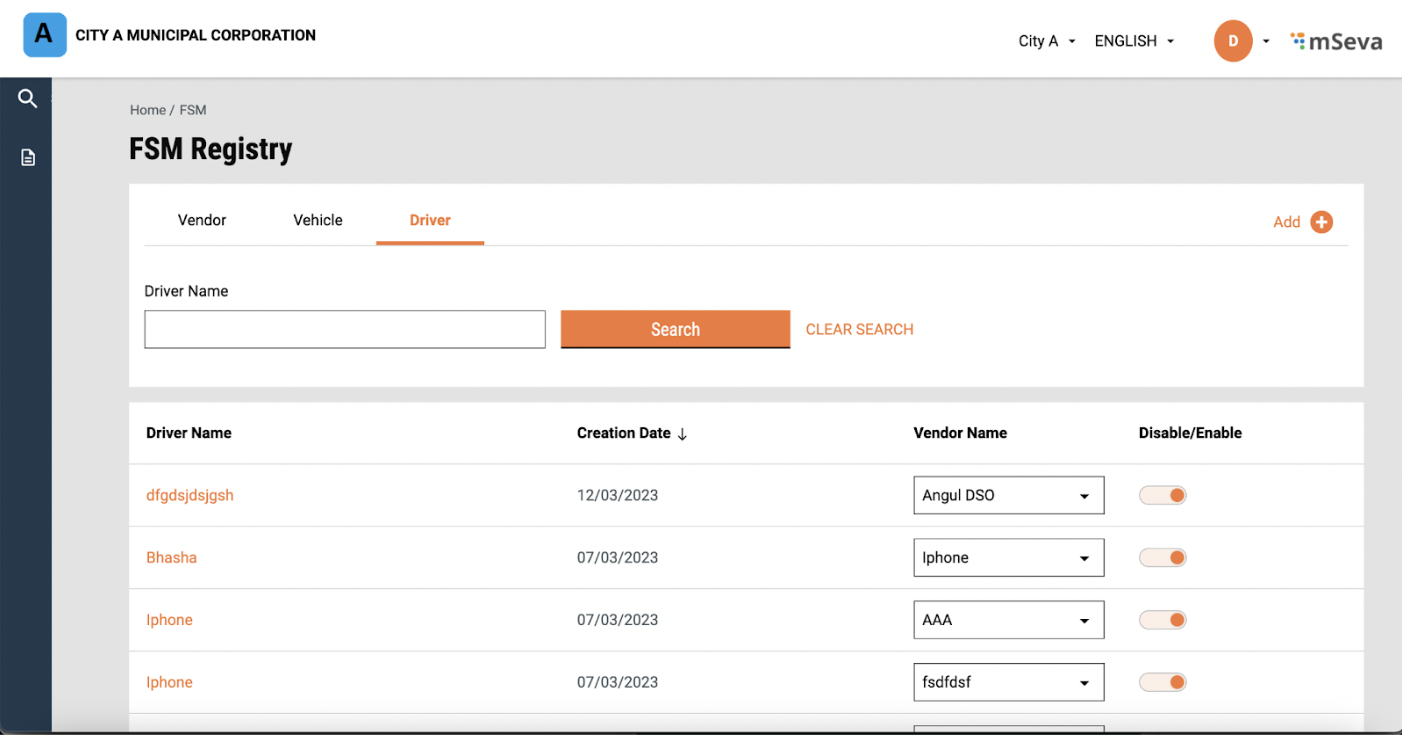 A CITY A MUNICIPAL CORPORATION
City A ENGLISH D mSeva
Home / FSM
FSM Registry
Vendor Vehicle Driver Add
Driver Name
Search CLEAR SEARCH
Driver Name Creation Date ↓ Vendor Name Disable/Enable
dfgdsjdsjgsh 12/03/2023 Angul DSO
Bhasha 07/03/2023 Iphone
Iphone 07/03/2023 AAA
Iphone 07/03/2023 fsdfdsf